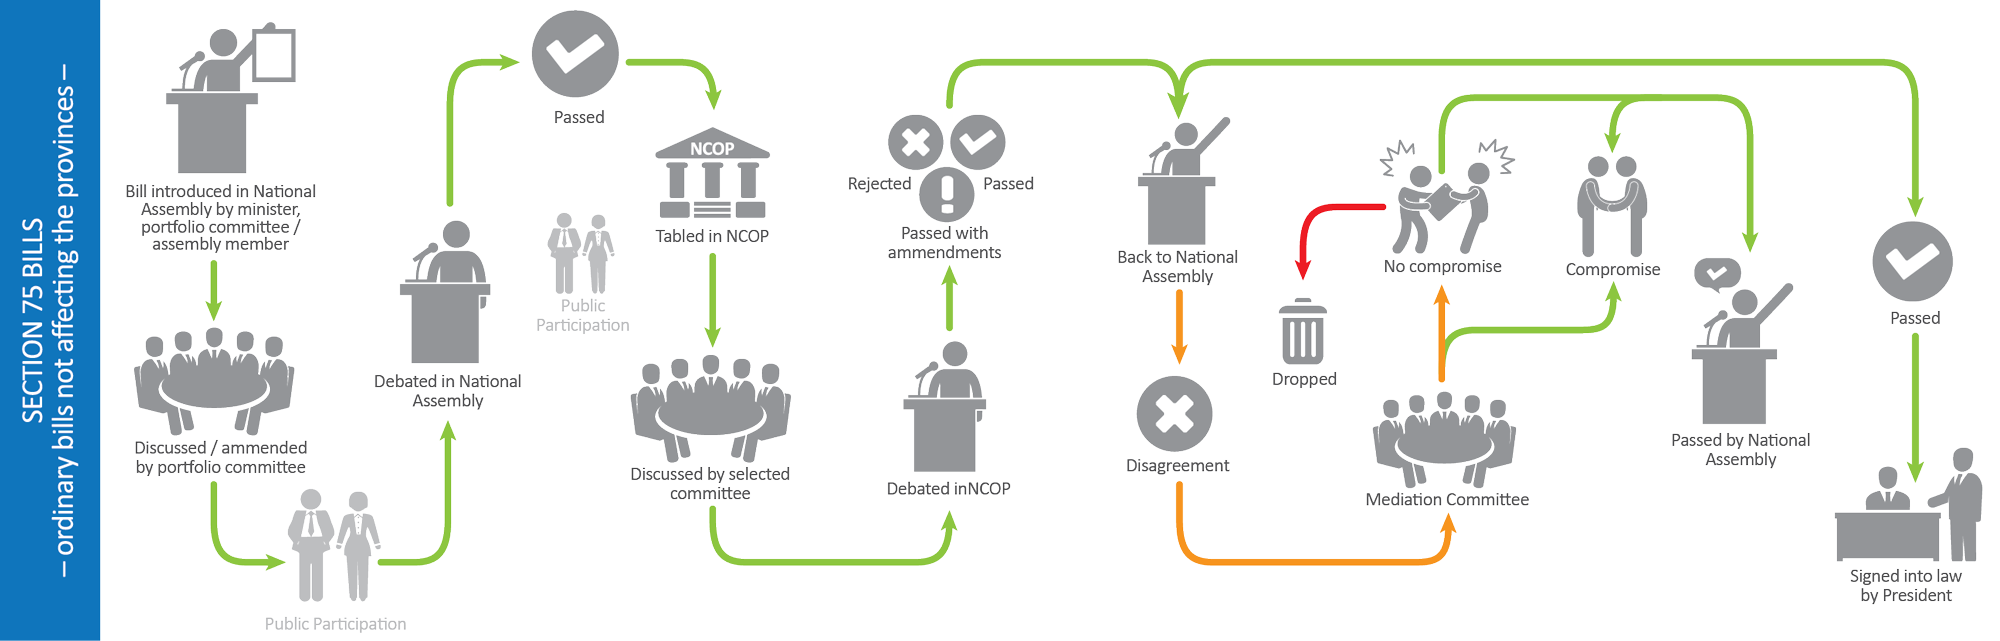 SECTION 75 BILLS
– ordinary bills not affecting the provinces –
Bill introduced in National
Assembly by minister,
portfolio committee /
assembly member
Discussed / ammended
by portfolio committee
Public Participation
Debated in National
Assembly
Passed
Public
Participation
NCOP
Tabled in NCOP
Discussed by selected
committee
Debated inNCOP
Rejected
Passed
Passed with
ammendments
Back to National
Assembly
Disagreement
Mediation Committee
No compromise
Dropped
Compromise
Passed by National
Assembly
Passed
Signed into law
by President